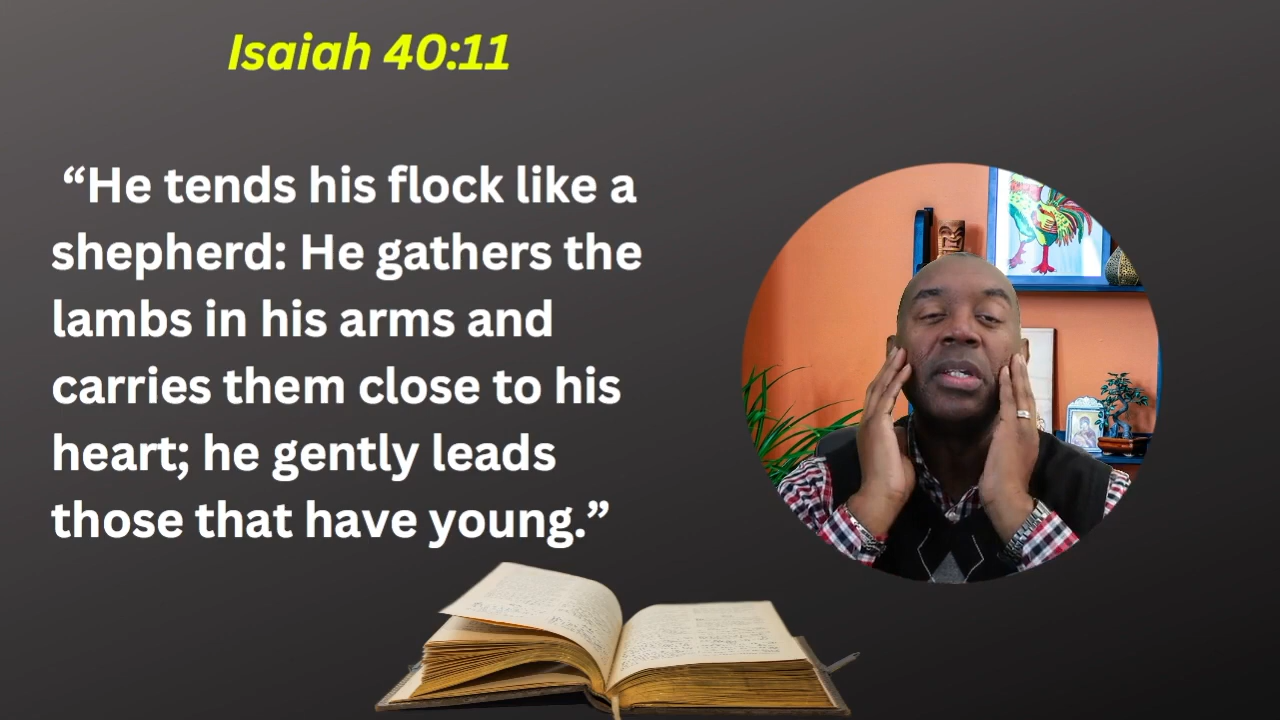 Isaiah 40:11
“He tends his flock like a
shepherd: He gathers the
lambs in his arms and
carries them close to his
heart; he gently leads
those that have young.”